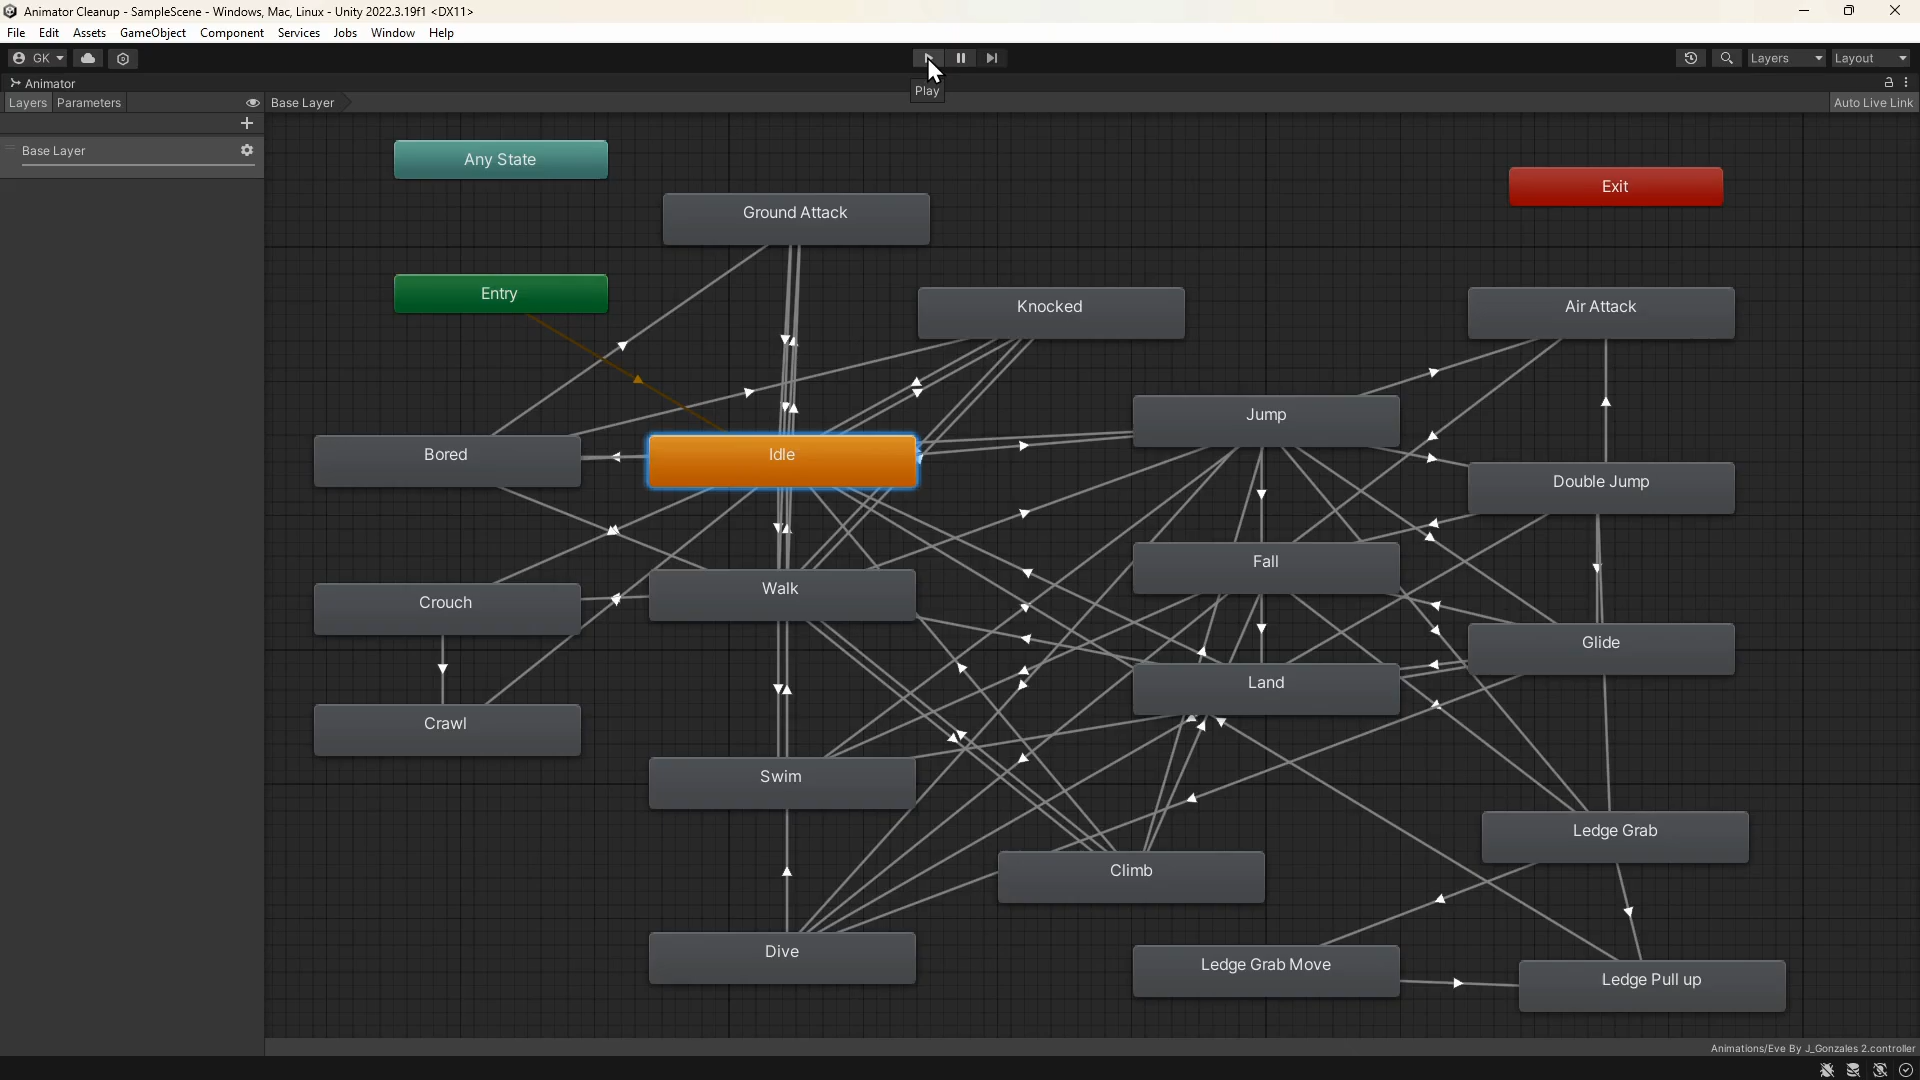 Animator Cleanup - SampleScene - Windows, Mac, Linux - Unity 2022.3.19f1 <DX11>
File Edit Assets GameObject Component Services Jobs Window Help
GK
Layers Layout
Play
Animator
Layers Parameters
Base Layer
Auto Live Link
Base Layer
Any State
Exit
Ground Attack
Entry
Knocked
Air Attack
Jump
Bored
Idle
Double Jump
Fall
Walk
Crouch
Glide
Land
Crawl
Swim
Ledge Grab
Climb
Dive
Ledge Grab Move
Ledge Pull up
Animations/Eve By J_Gonzales 2.controller